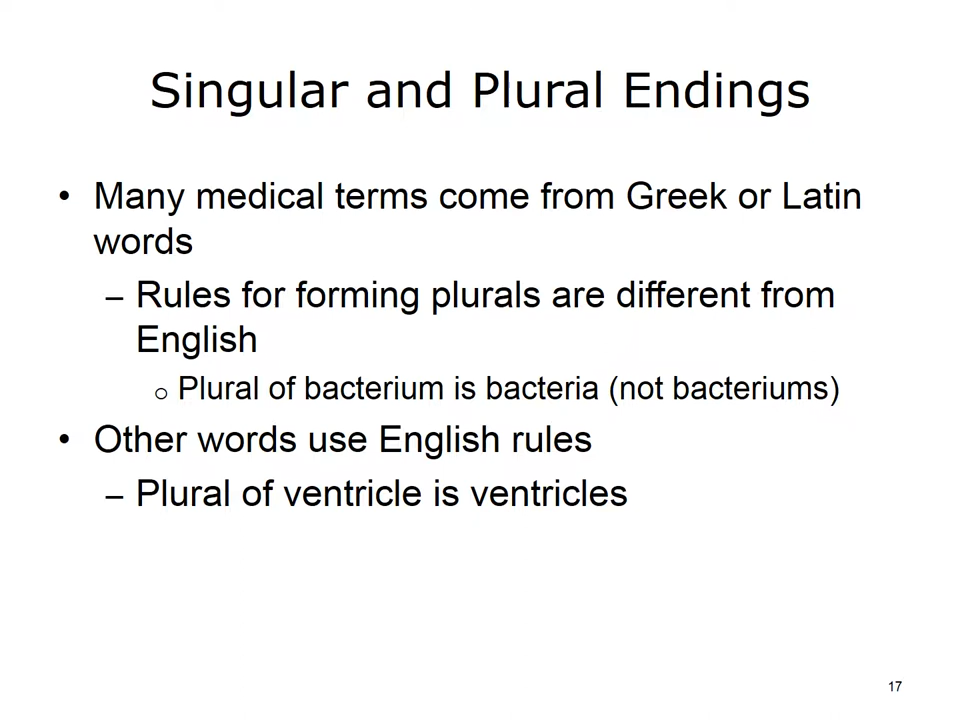 Singular and Plural Endings
• Many medical terms come from Greek or Latin
words
– Rules for forming plurals are different from
English
o Plural of bacterium is bacteria (not bacteriums)
• Other words use English rules
– Plural of ventricle is ventricles
17